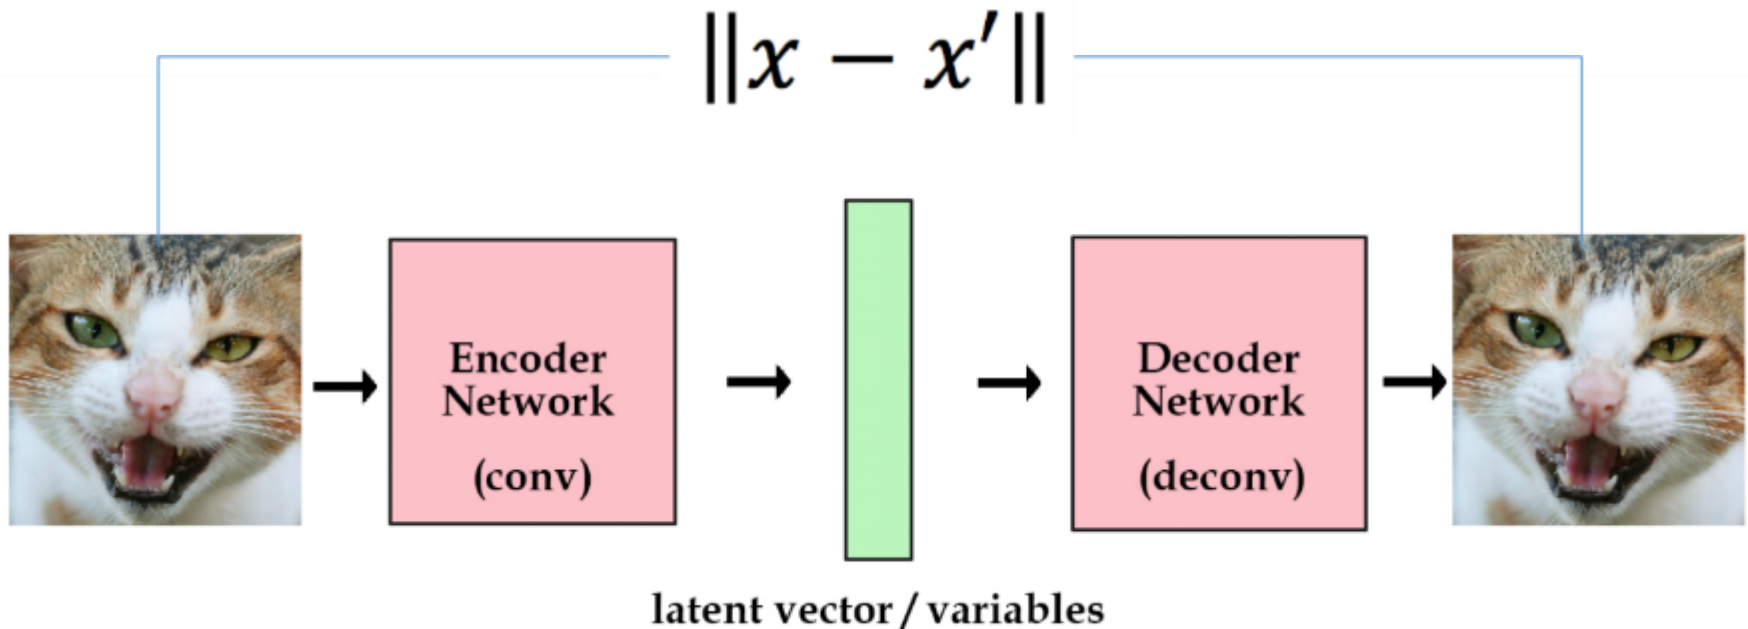 ‖x − x′‖
Encoder
Network
(conv)
Decoder
Network
(deconv)
latent vector / variables